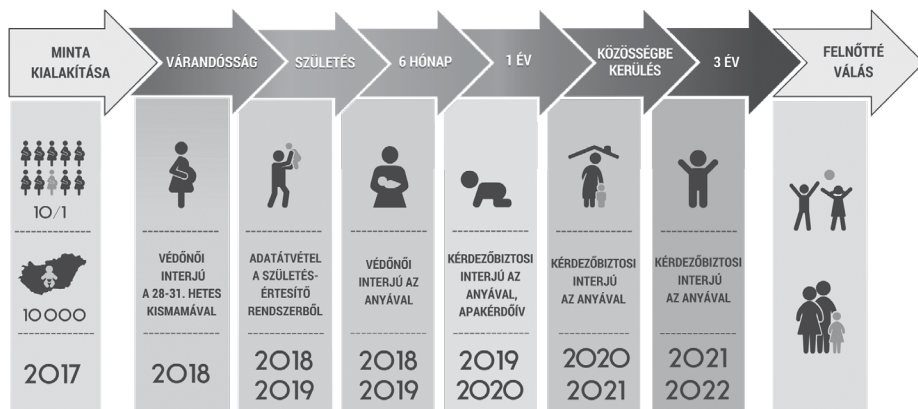 MINTA
KIALAKÍTÁSA
VÁRANDÓSSÁG
SZÜLETÉS
6 HÓNAP
1 ÉV
KÖZÖSSÉGBE
KERÜLÉS
3 ÉV
FELNŐTTÉ
VÁLÁS
10/1
10 000
2017
VÉDŐNŐI
INTERJÚ
A 28-31. HETES
KISMAMÁVAL
2018
ADATÁTVÉTEL
A SZÜLETÉS-
ÉRTESÍTŐ
RENDSZERBŐL
2018
2019
VÉDŐNŐI
INTERJÚ AZ
ANYÁVAL
2018
2019
KÉRDEZŐBIZTOSI
INTERJÚ AZ
ANYÁVAL,
APAKÉRDŐÍV
2019
2020
KÉRDEZŐBIZTOSI
INTERJÚ
AZ ANYÁVAL
2020
2021
KÉRDEZŐBIZTOSI
INTERJÚ
AZ ANYÁVAL
2021
2022